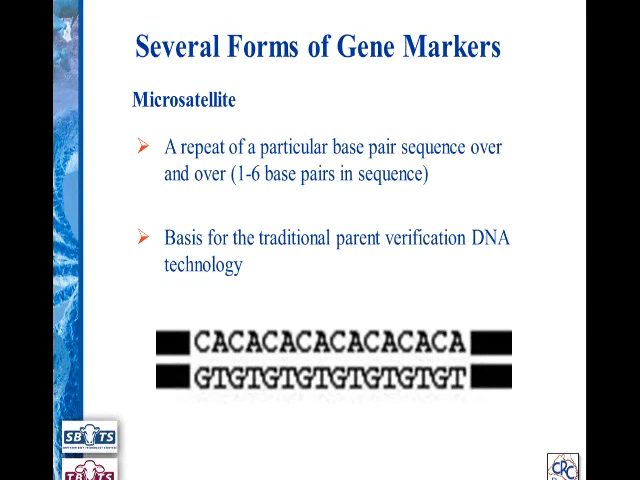 Several Forms of Gene Markers
Microsatellite
A repeat of a particular base pair sequence over
and over (1-6 base pairs in sequence)
Basis for the traditional parent verification DNA
technology
CACACACACACACACA
GTGTGTGTGTGTGTGT
SBTS
TBTS
CRC